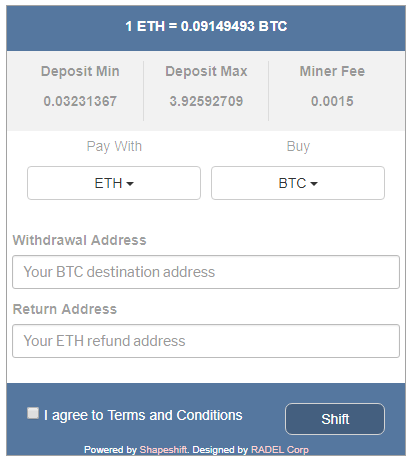 1 ETH = 0.09149493 BTC
Deposit Min Deposit Max Miner Fee
0.03231367 3.92592709 0.0015
Pay With Buy
ETH BTC
Withdrawal Address
Your BTC destination address
Return Address
Your ETH refund address
I agree to Terms and Conditions Shift
Powered by Shapeshift. Designed by RADEL Corp